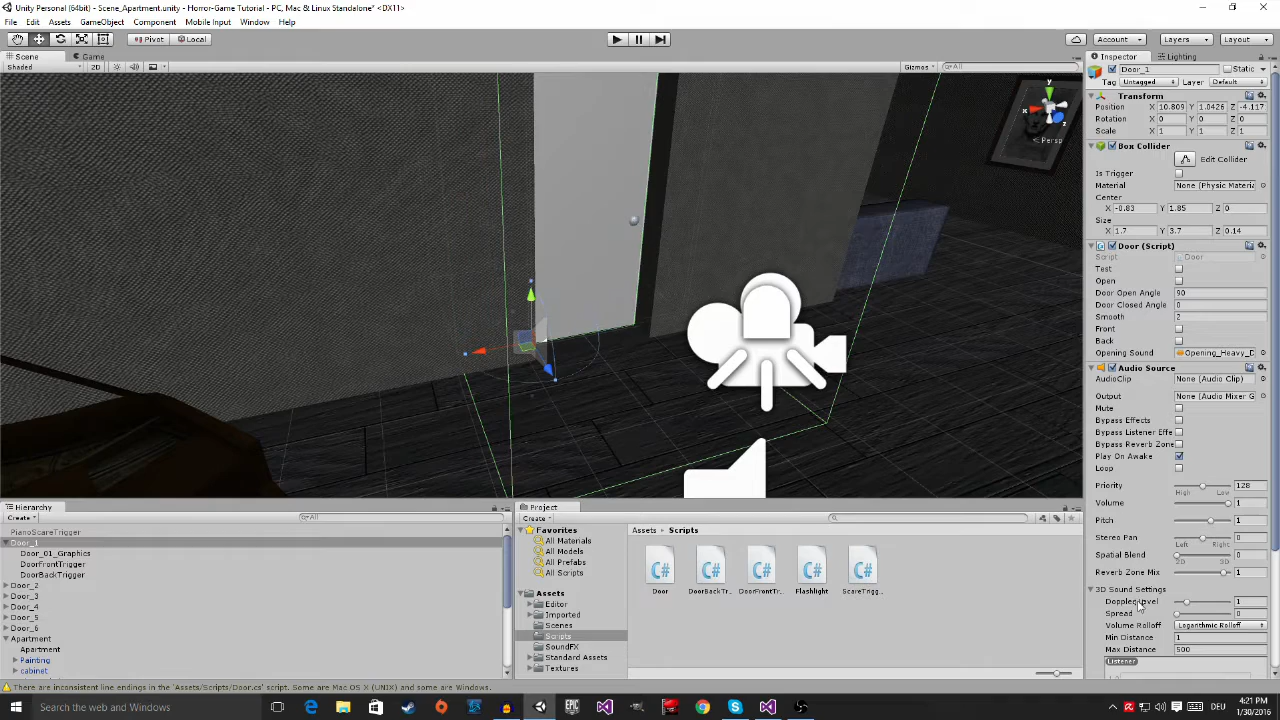 Unity Personal (64bit) - Scene_Apartment.unity - Horror-Game Tutorial - PC, Mac & Linux Standalone* <DX11>
File Edit Assets GameObject Component Mobile Input Window Help
Pivot Local Account Layers Layout
Scene Game
Shaded 2D Gizmos All
y
x
z
< Persp
Inspector Lighting
Door_1 Static
Tag Untagged Layer Default
Transform
Position X 10.809 Y 1.0426 Z -4.117
Rotation X 0 Y 0 Z 0
Scale X 1 Y 1 Z 1
Box Collider
Edit Collider
Is Trigger
Material None (Physic Materia
Center
X -0.83 Y 1.85 Z 0
Size
X 1.7 Y 3.7 Z 0.14
Door (Script)
Script Door
Test
Open
Door Open Angle 90
Door Closed Angle 0
Smooth 2
Front
Back
Opening Sound Opening_Heavy_D
Audio Source
AudioClip None (Audio Clip)
Output None (Audio Mixer G
Mute
Bypass Effects
Bypass Listener Effe
Bypass Reverb Zone
Play On Awake
Loop
Priority 128
High Low
Volume 1
Pitch 1
Stereo Pan 0
Left Right
Spatial Blend 0
2D 3D
Reverb Zone Mix 1
3D Sound Settings
Doppler Level 1
Spread 0
Volume Rolloff Logarithmic Rolloff
Min Distance 1
Max Distance 500
Listener
Hierarchy
Create All
PianoScareTrigger
Door_1
Door_01_Graphics
DoorFrontTrigger
DoorBackTrigger
Door_2
Door_3
Door_4
Door_5
Door_6
Apartment
Apartment
Painting
cabinet
Project
Create
Favorites
All Materials
All Models
All Prefabs
All Scripts
Assets
Editor
Imported
Scenes
Scripts
SoundFX
Standard Assets
Textures
Assets Scripts
C# C# C# C# C#
Door DoorBackTr... DoorFrontTr... Flashlight ScareTrigg...
There are inconsistent line endings in the 'Assets/Scripts/Door.cs' script. Some are Mac OS X (UNIX) and some are Windows.
Search the web and Windows
DEU 4:21 PM
1/30/2016